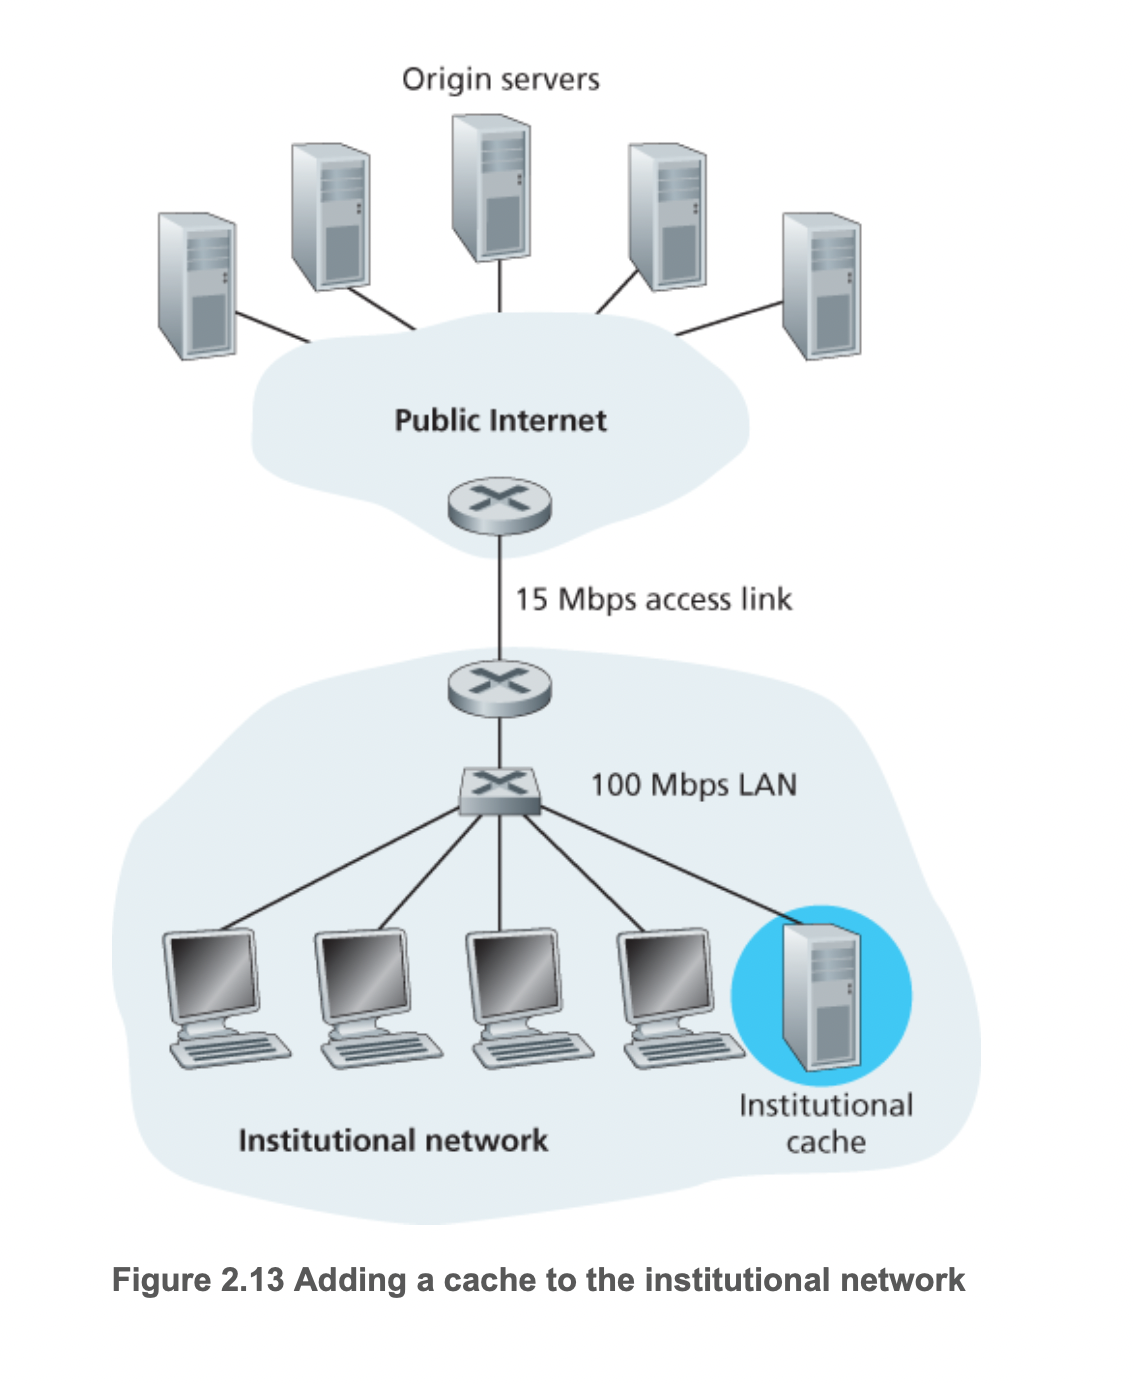 Origin servers
Public Internet
15 Mbps access link
100 Mbps LAN
Institutional
cache
Institutional network
Figure 2.13 Adding a cache to the institutional network